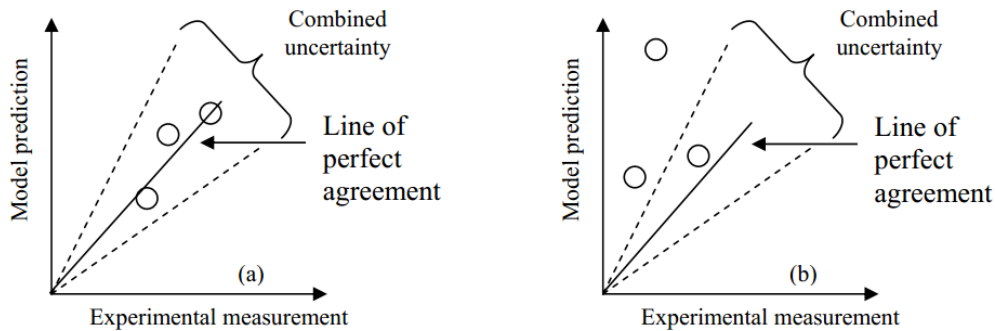 Combined
uncertainty
Model prediction
Line of
perfect
agreement
(a)
Experimental measurement
Combined
uncertainty
Model prediction
Line of
perfect
agreement
(b)
Experimental measurement